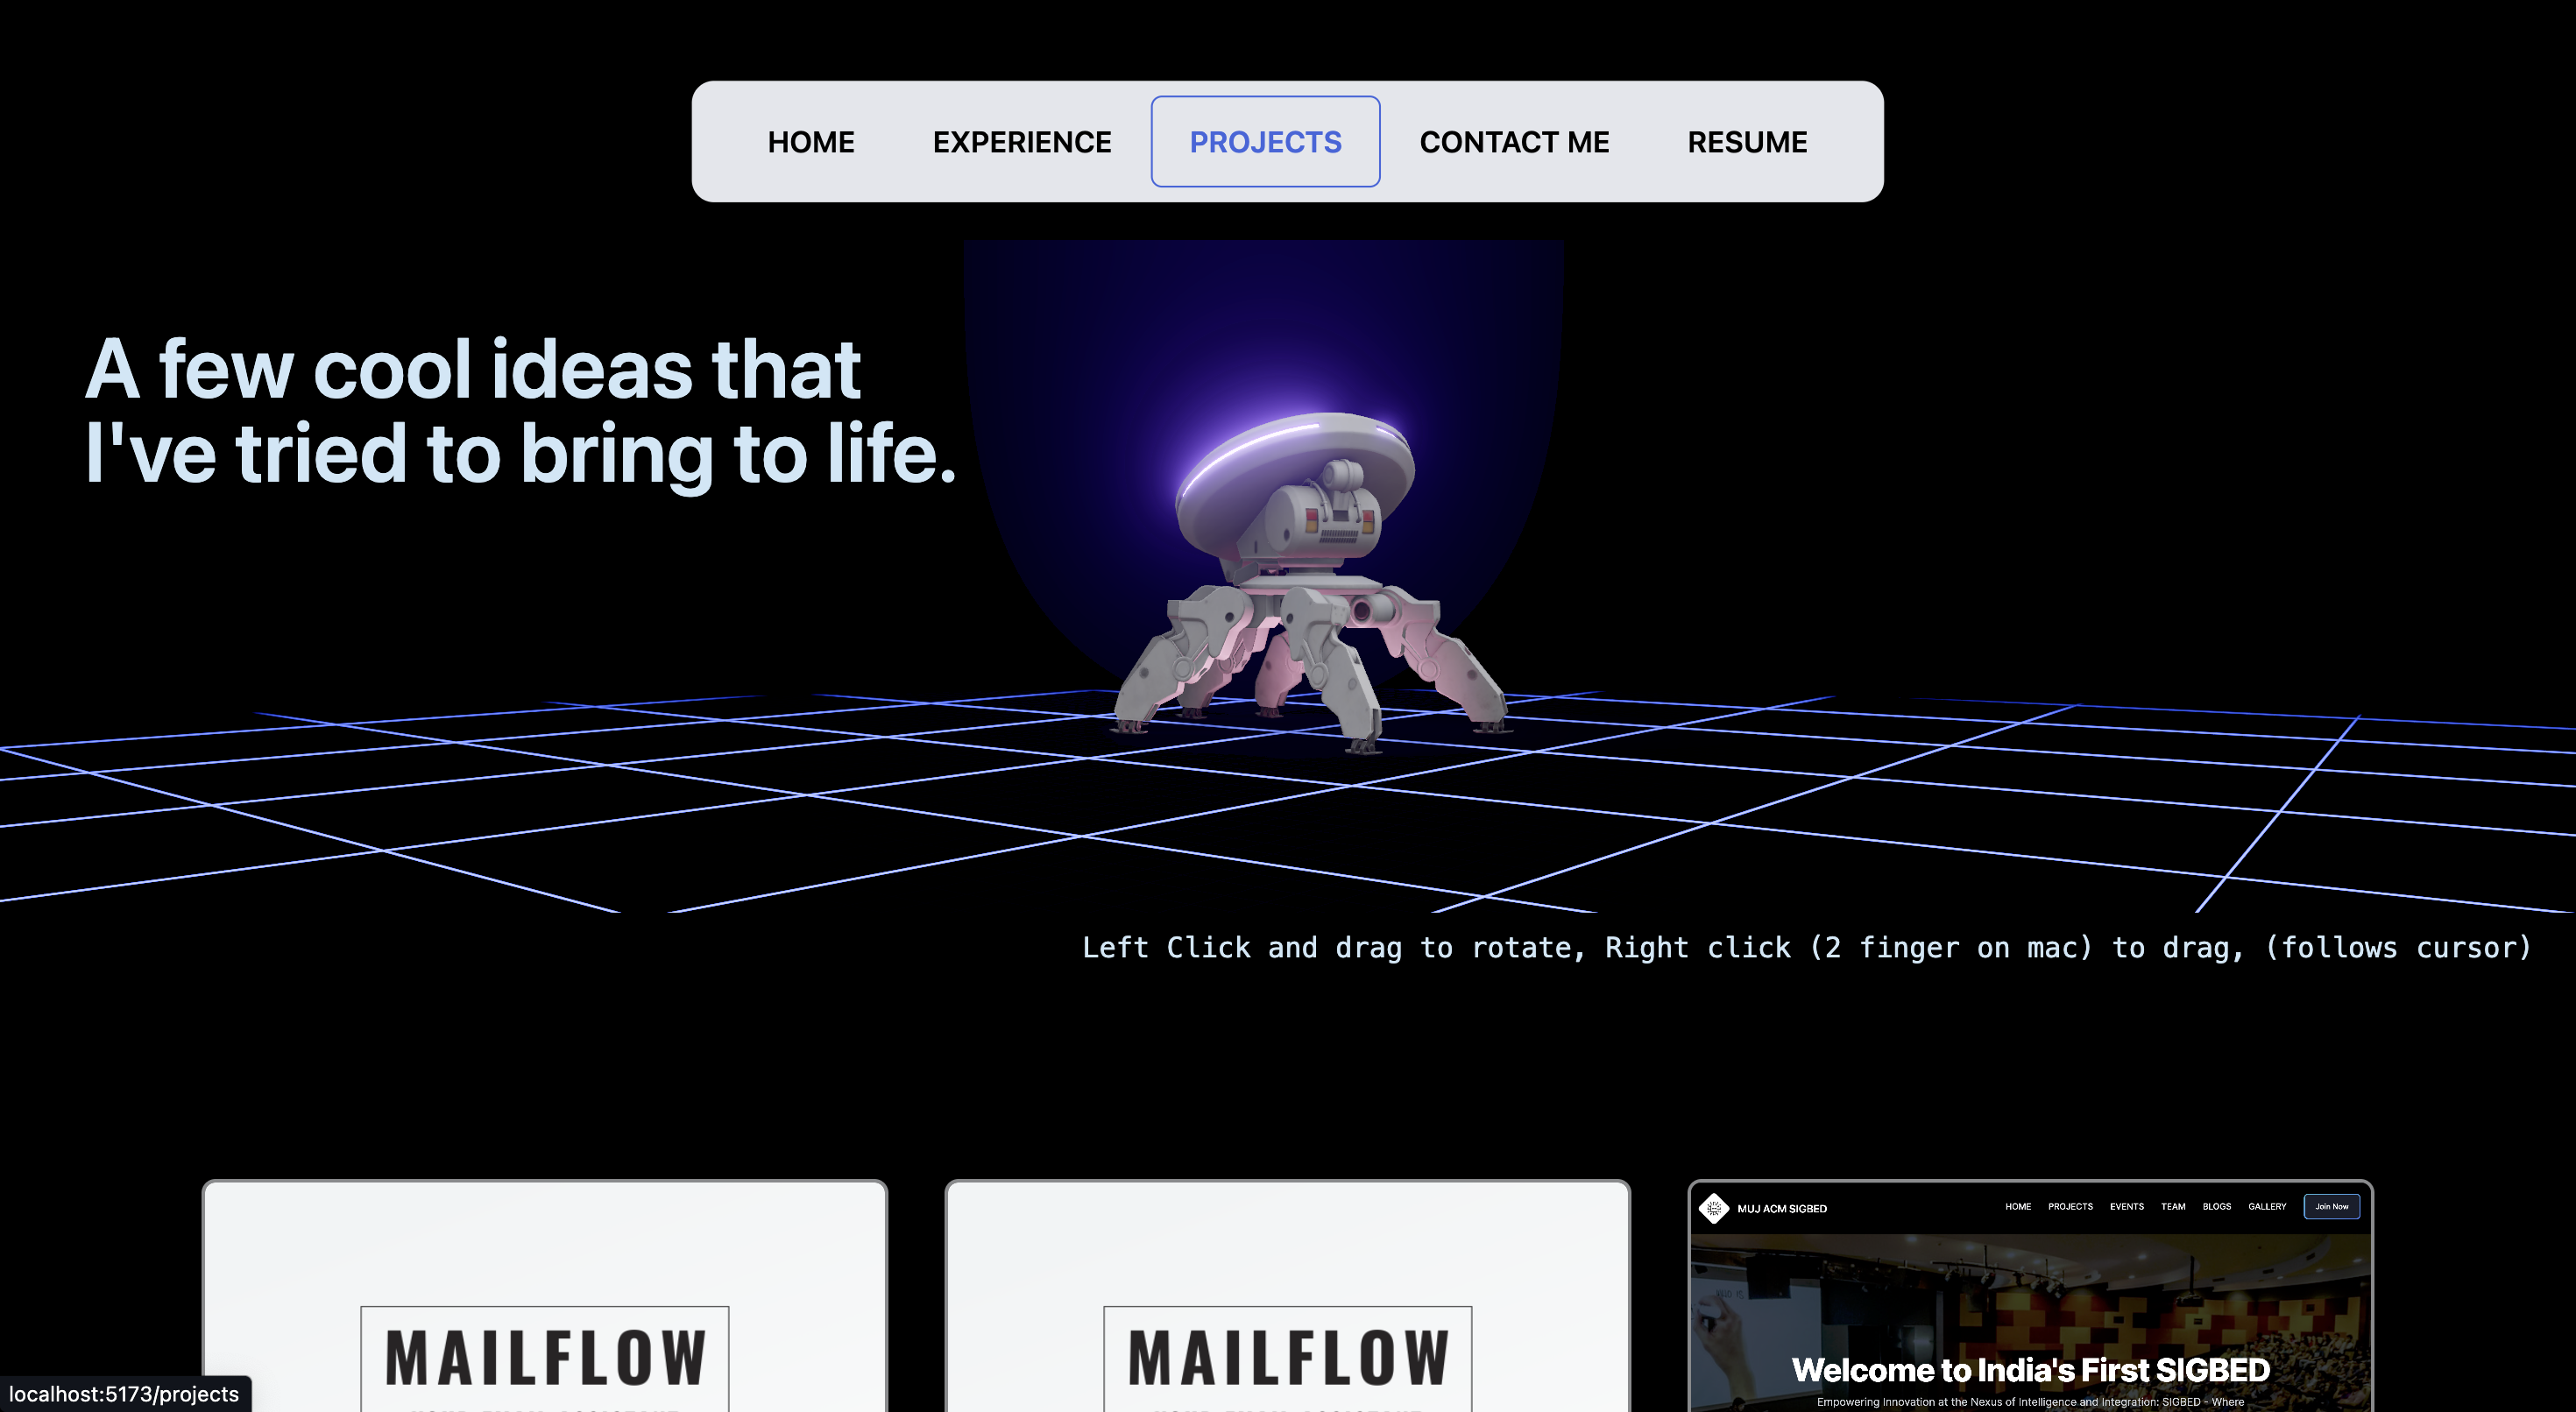 HOME EXPERIENCE PROJECTS CONTACT ME RESUME
A few cool ideas that
I've tried to bring to life.
Left Click and drag to rotate, Right click (2 finger on mac) to drag, (follows cursor)
MAILFLOW
MAILFLOW
MUJ ACM SIGBED HOME PROJECTS EVENTS TEAM BLOGS GALLERY Join Now
Welcome to India's First SIGBED
Empowering Innovation at the Nexus of Intelligence and Integration: SIGBED - Where
localhost:5173/projects